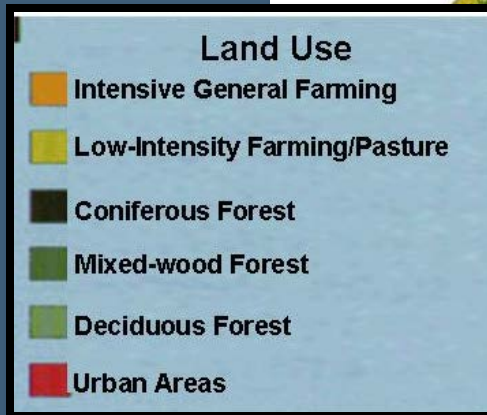 Land Use
Intensive General Farming
Low-Intensity Farming/Pasture
Coniferous Forest
Mixed-wood Forest
Deciduous Forest
Urban Areas